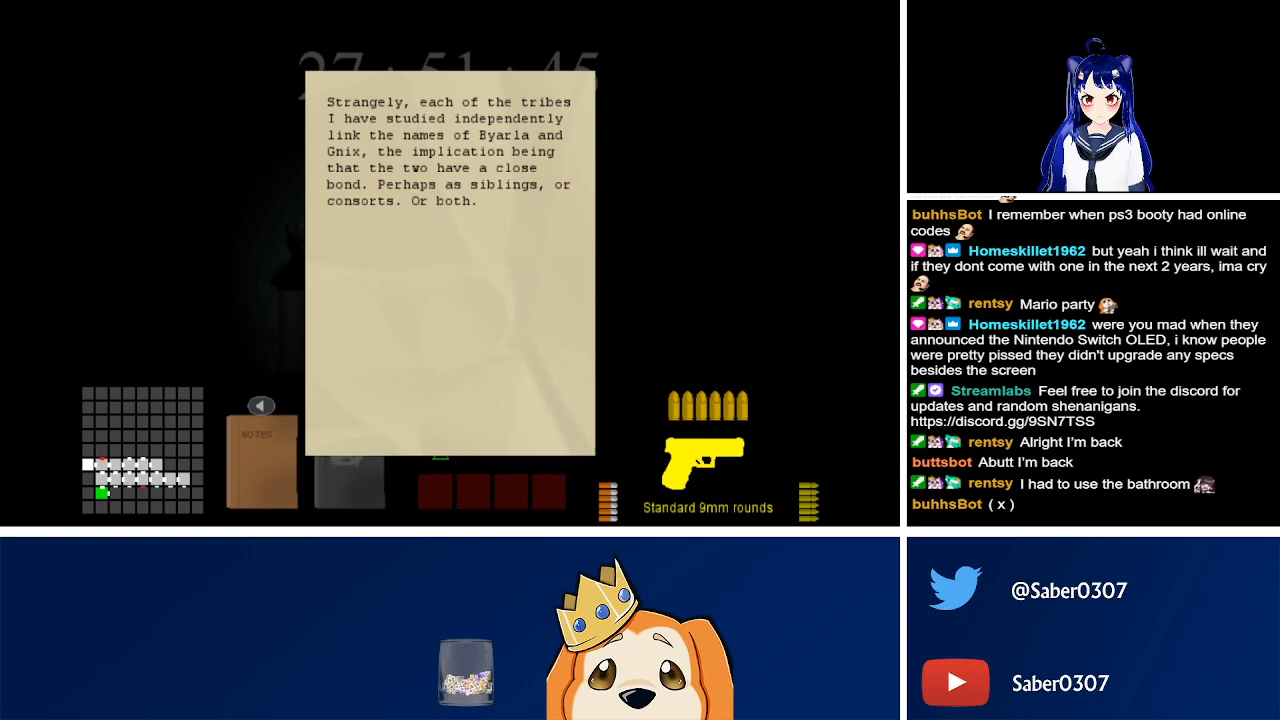 27 : 51 : 45
Strangely, each of the tribes
I have studied independently
link the names of Byarla and
Gnix, the implication being
that the two have a close
bond. Perhaps as siblings, or
consorts. Or both.
NOTES
Standard 9mm rounds
buhhsBot I remember when ps3 booty had online
codes
Homeskillet1962 but yeah i think ill wait and
if they dont come with one in the next 2 years, ima cry
rentsy Mario party
Homeskillet1962 were you mad when they
announced the Nintendo Switch OLED, i know people
were pretty pissed they didn't upgrade any specs
besides the screen
Streamlabs Feel free to join the discord for
updates and random shenanigans.
https://discord.gg/9SN7TSS
rentsy Alright I'm back
buttsbot Abutt I'm back
rentsy I had to use the bathroom
buhhsBot ( x )
@Saber0307
Saber0307